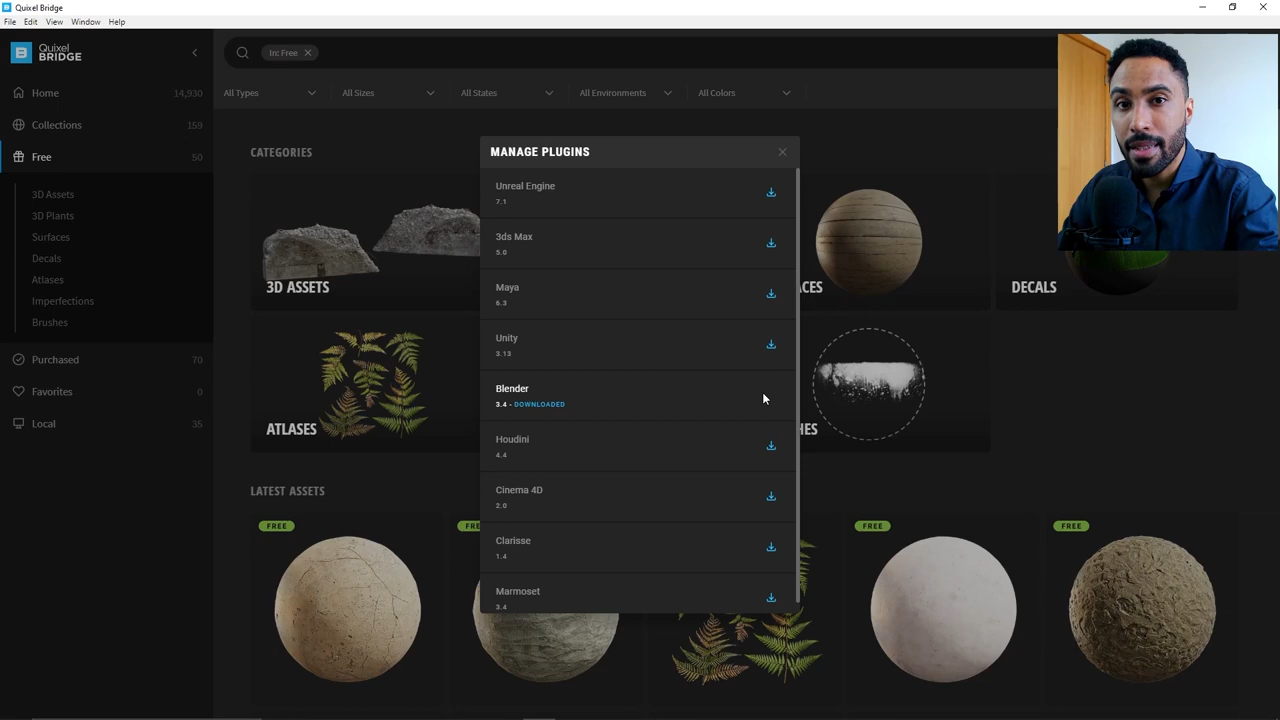 Quixel Bridge
File Edit View Window Help
Quixel
BRIDGE
Home 14,930
Collections 159
Free 50
3D Assets
3D Plants
Surfaces
Decals
Atlases
Imperfections
Brushes
Purchased 70
Favorites 0
Local 35
In: Free
All Types All Sizes All States All Environments All Colors
CATEGORIES
3D ASSETS
CES
DECALS
ATLASES
HES
LATEST ASSETS
FREE
FRE
FREE
FREE
MANAGE PLUGINS
Unreal Engine
7.1
3ds Max
5.0
Maya
6.3
Unity
3.13
Blender
3.4 - DOWNLOADED
Houdini
4.4
Cinema 4D
2.0
Clarisse
1.4
Marmoset
3.4